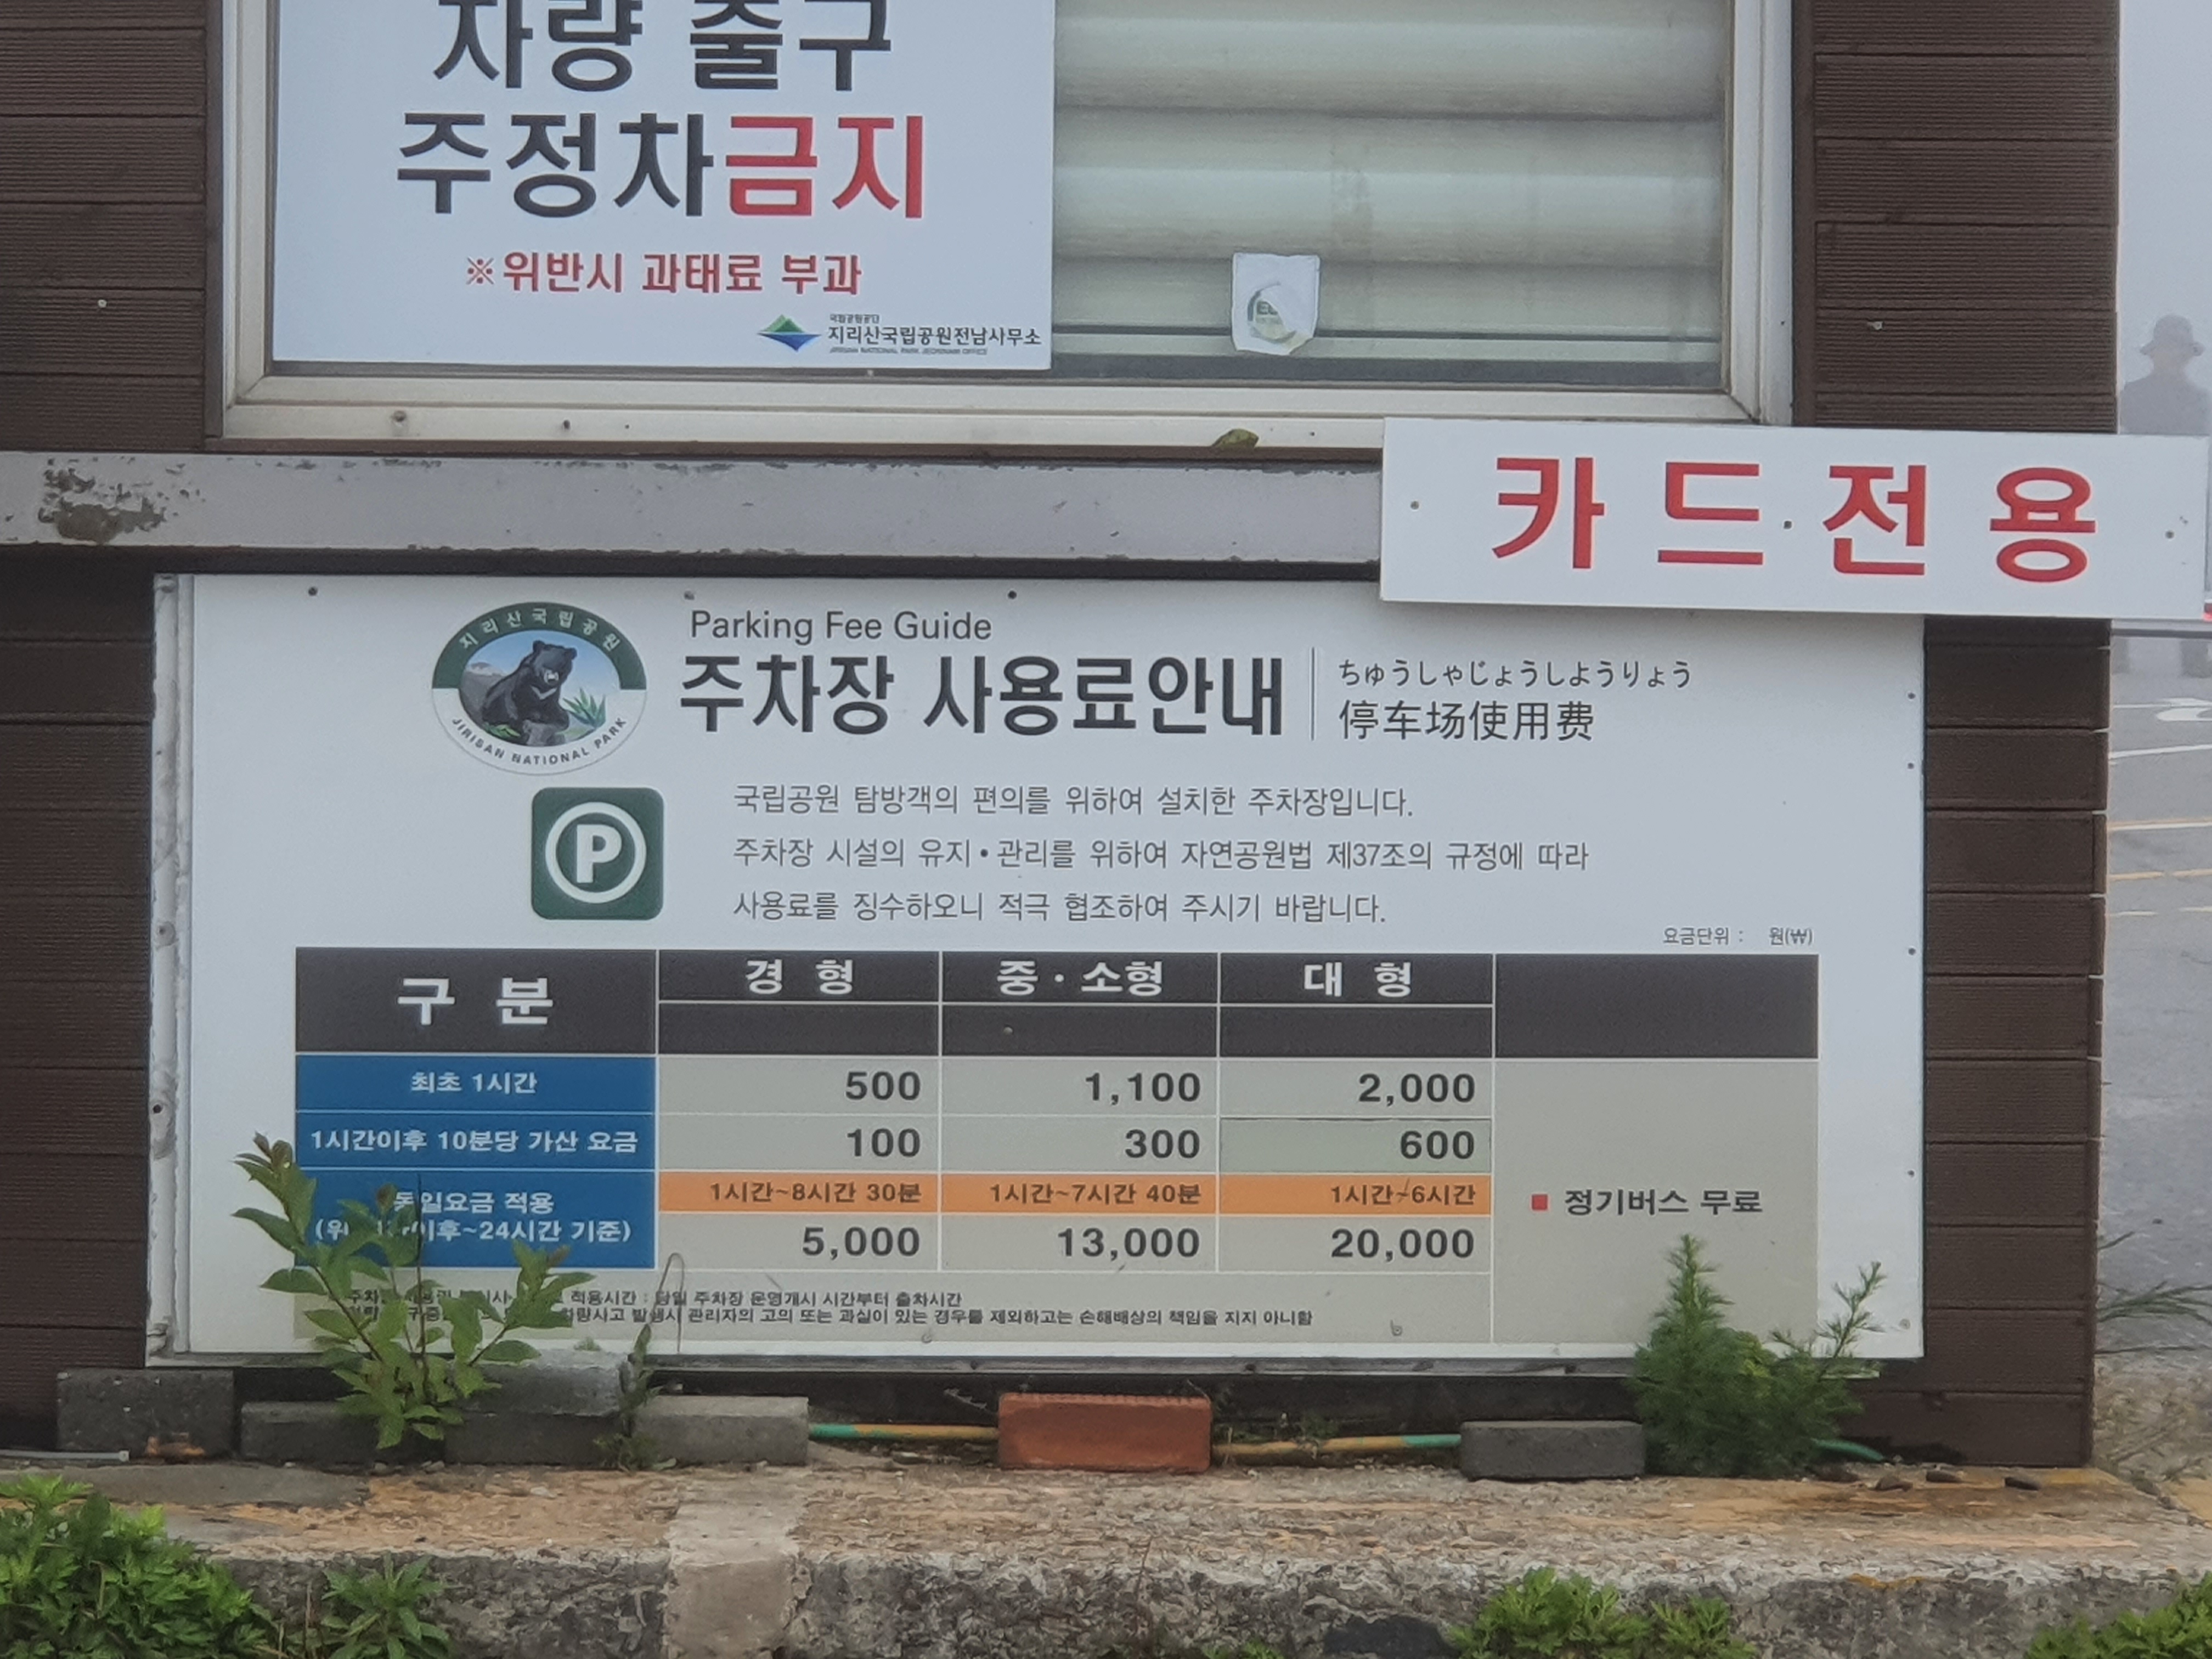 차량 출구
주정차금지
※위반시 과태료 부과
국립공원공단
지리산국립공원전남사무소
JIRISAN NATIONAL PARK JEONNAM OFFICE
카드전용
지리산국립공원
JIRISAN NATIONAL PARK
Parking Fee Guide
주차장 사용료안내
ちゅうしゃじょうしようりょう
停车场使用费
P
국립공원 탐방객의 편의를 위하여 설치한 주차장입니다.
주차장 시설의 유지•관리를 위하여 자연공원법 제37조의 규정에 따라
사용료를 징수하오니 적극 협조하여 주시기 바랍니다.
요금단위 : 원(₩)
구 분 경 형 중·소형 대 형
최초 1시간 500 1,100 2,000
1시간이후 10분당 가산 요금 100 300 600
동일요금 적용 1시간~8시간 30분 1시간~7시간 40분 1시간~6시간
이후~24시간 기준) 5,000 13,000 20,000
■ 정기버스 무료
적용시간 : 당일 주차장 운영개시 시간부터 출차시간
차량사고 발생시 관리자의 고의 또는 과실이 있는 경우를 제외하고는 손해배상의 책임을 지지 아니함